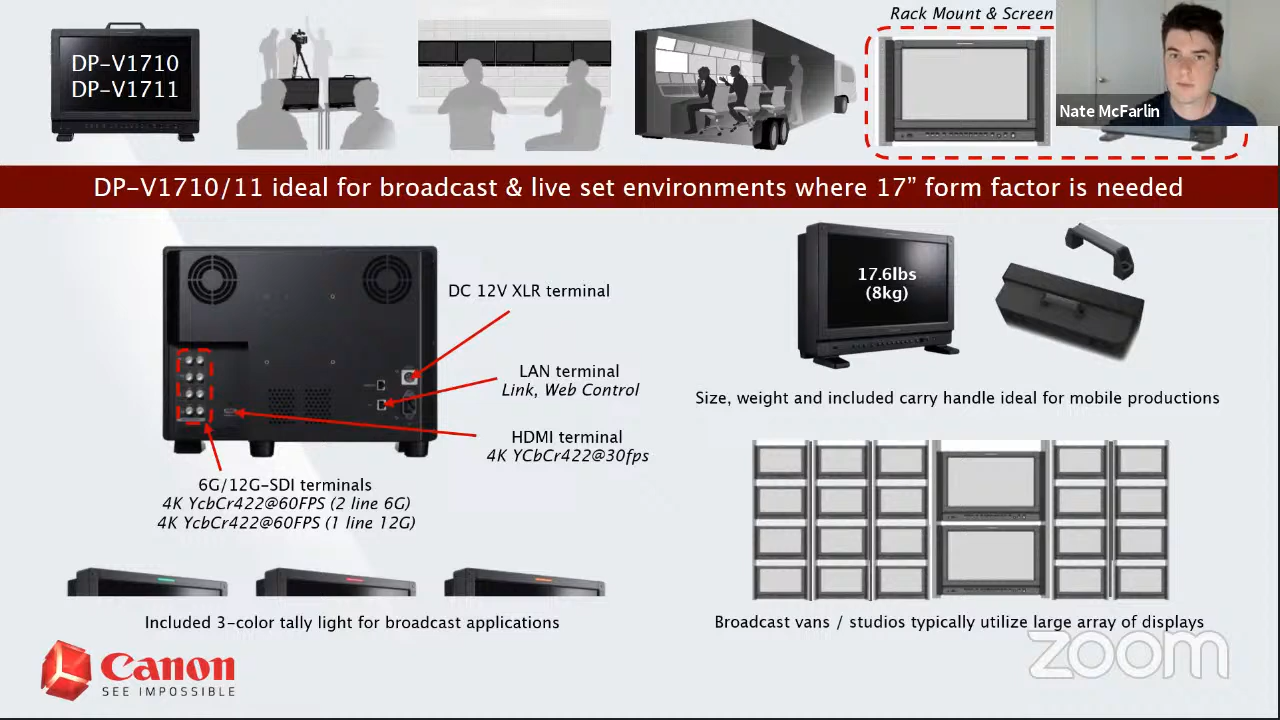 DP-V1710
DP-V1711
Rack Mount & Screen
Nate McFarlin
DP-V1710/11 ideal for broadcast & live set environments where 17” form factor is needed
DC 12V XLR terminal
LAN terminal
Link, Web Control
HDMI terminal
4K YCbCr422@30fps
6G/12G-SDI terminals
4K YcbCr422@60FPS (2 line 6G)
4K YcbCr422@60FPS (1 line 12G)
17.6lbs
(8kg)
Size, weight and included carry handle ideal for mobile productions
Included 3-color tally light for broadcast applications
Broadcast vans / studios typically utilize large array of displays
Canon
SEE IMPOSSIBLE
zoom